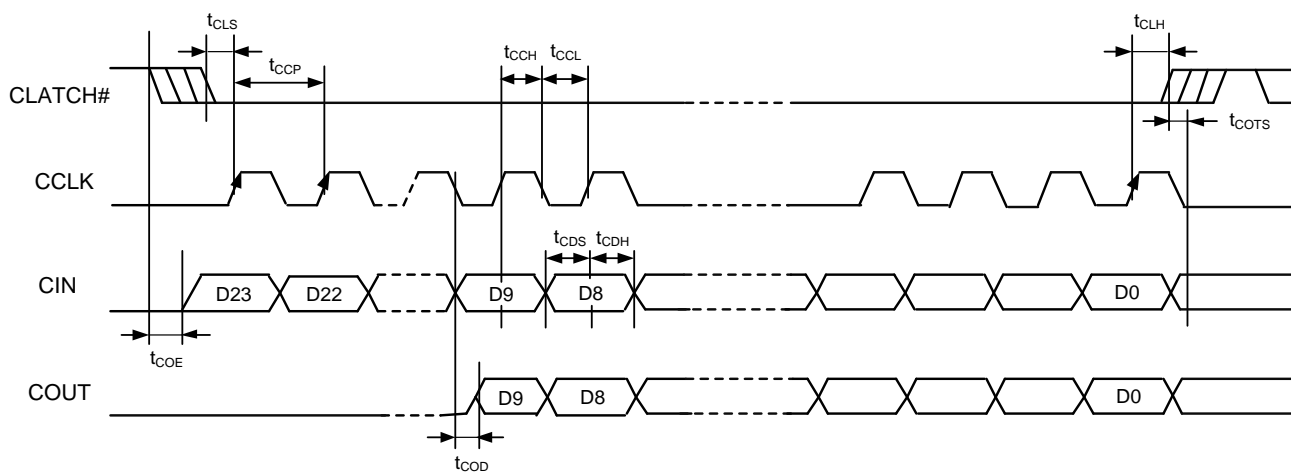 tCLS
tCLH
tCCH
tCCL
tCCP
CLATCH#
tCOTS
CCLK
tCDS
tCDH
CIN
D23
D22
D9
D8
D0
tCOE
COUT
D9
D8
D0
tCOD